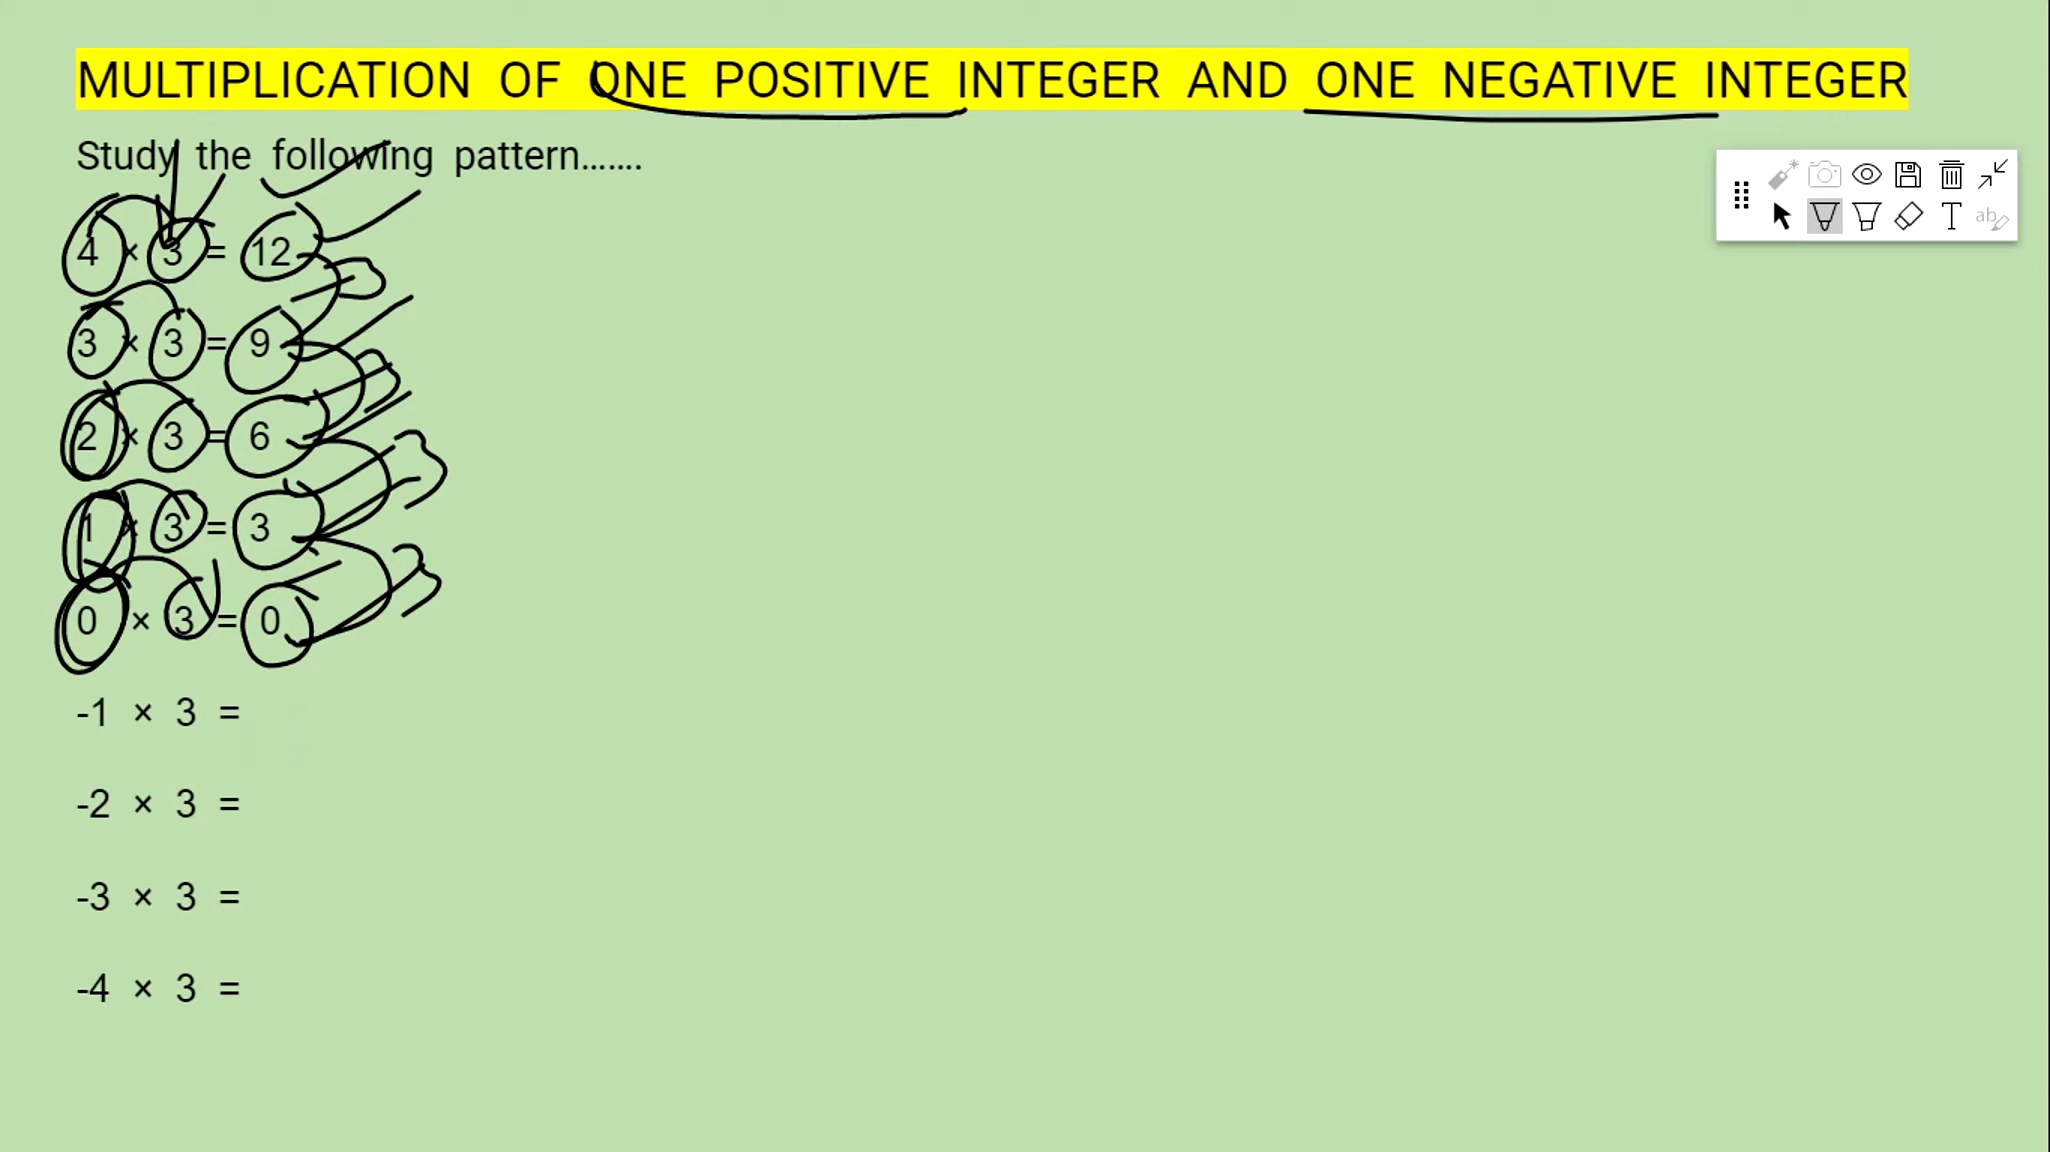 MULTIPLICATION OF ONE POSITIVE INTEGER AND ONE NEGATIVE INTEGER
Study the following pattern.......
4 × 3 = 12
3 × 3 = 9
2 × 3 = 6
1 × 3 = 3
0 × 3 = 0
-1 × 3 =
-2 × 3 =
-3 × 3 =
-4 × 3 =